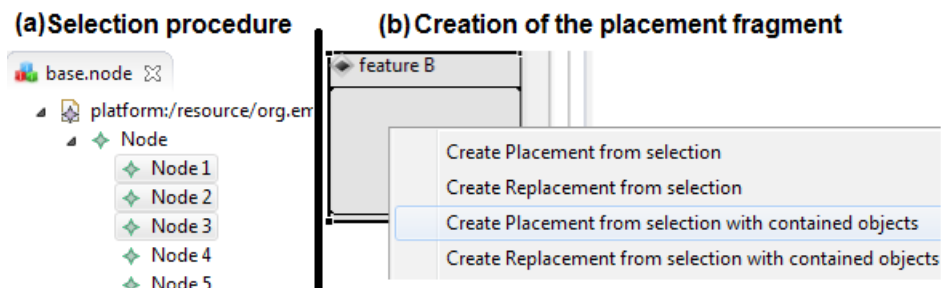 (a)Selection procedure
base.node
platform:/resource/org.em
Node
Node 1
Node 2
Node 3
Node 4
Node 5
(b)Creation of the placement fragment
feature B
Create Placement from selection
Create Replacement from selection
Create Placement from selection with contained objects
Create Replacement from selection with contained objects